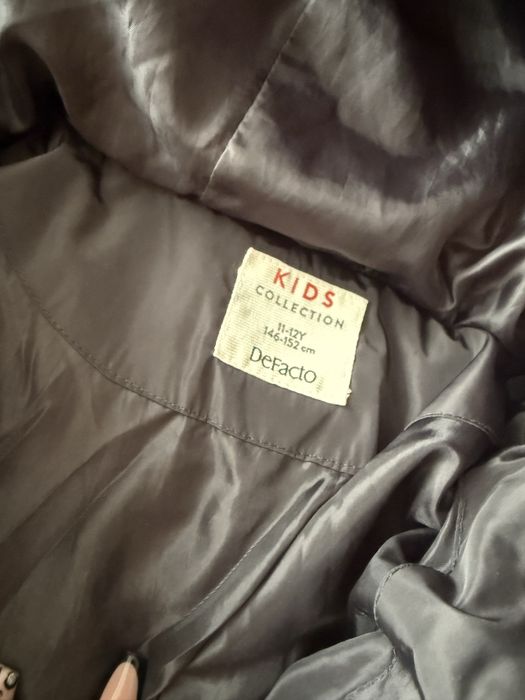 KIDS
COLLECTION
11-12Y
146-152 cm
DeFacto